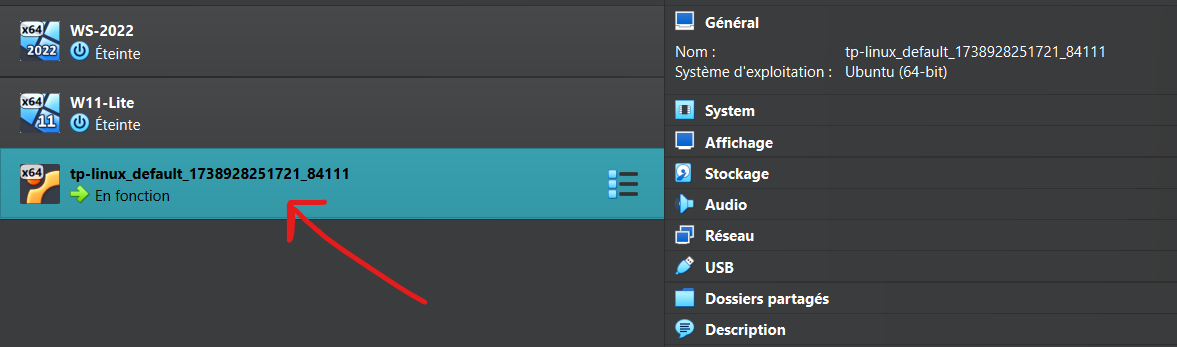 x64
2022
WS-2022
Éteinte
x64
11
W11-Lite
Éteinte
x64
tp-linux_default_1738928251721_84111
En fonction
Général
Nom : tp-linux_default_1738928251721_84111
Système d'exploitation : Ubuntu (64-bit)
System
Affichage
Stockage
Audio
Réseau
USB
Dossiers partagés
Description